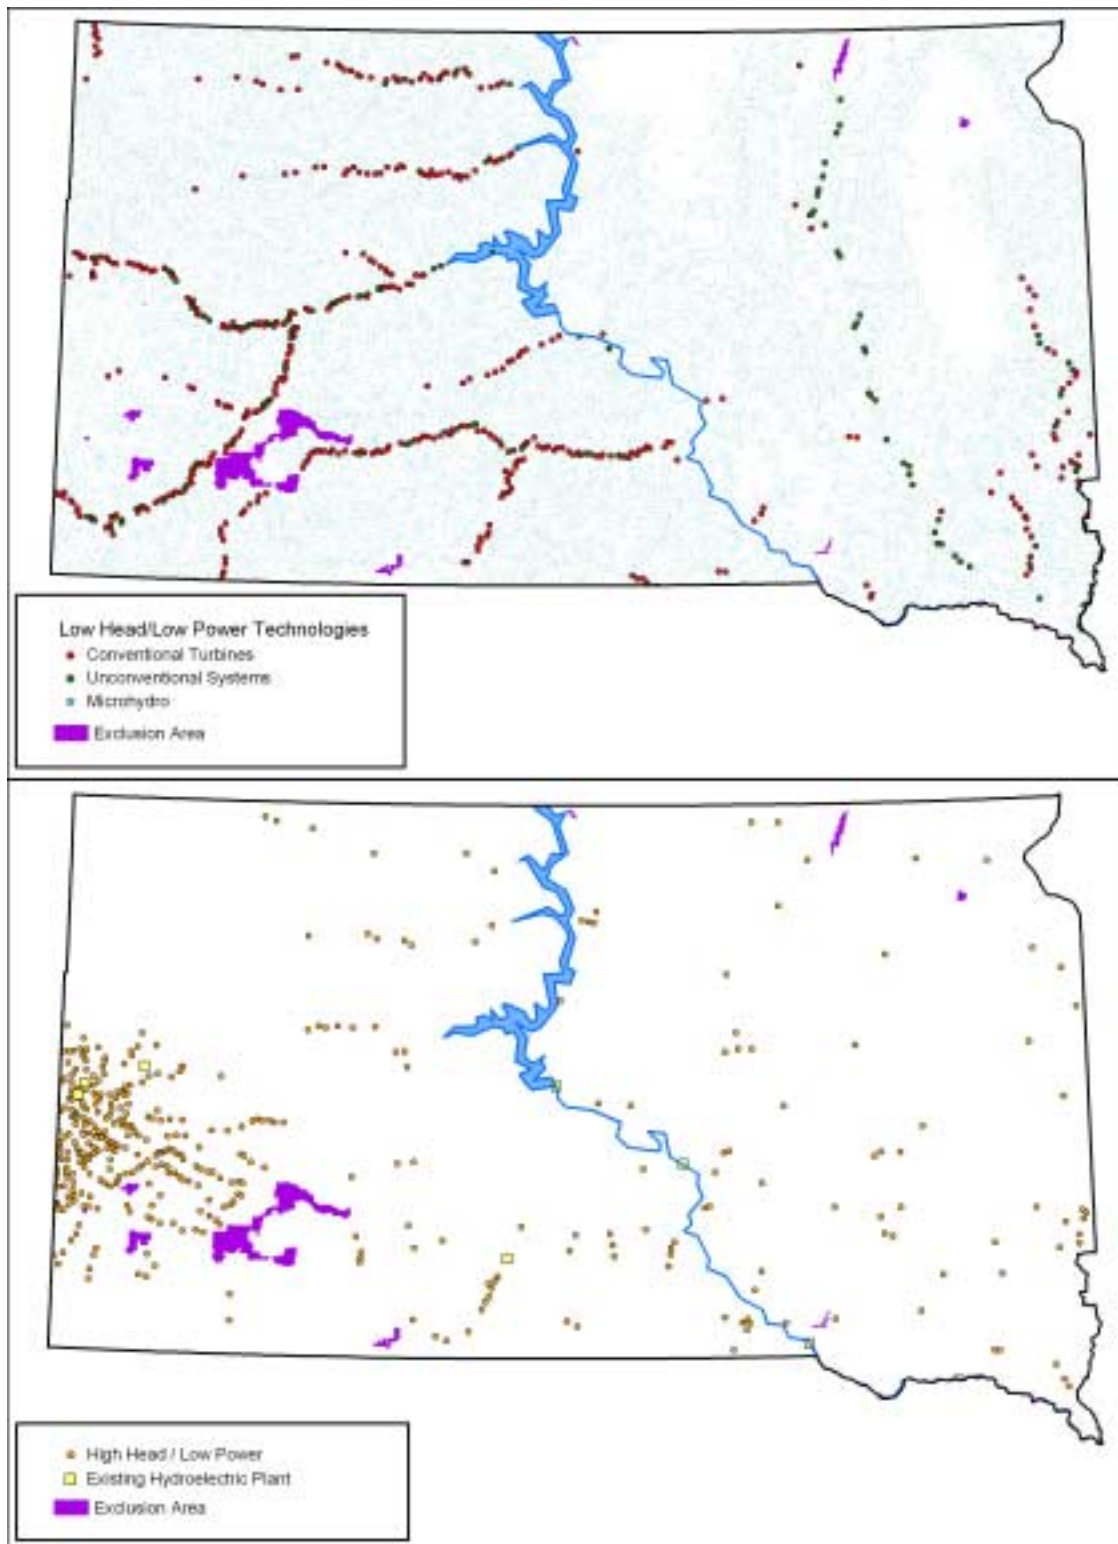 Low Head/Low Power Technologies
Conventional Turbines
Unconventional Systems
Microhydro
Exclusion Area
High Head / Low Power
Existing Hydroelectric Plant
Exclusion Area